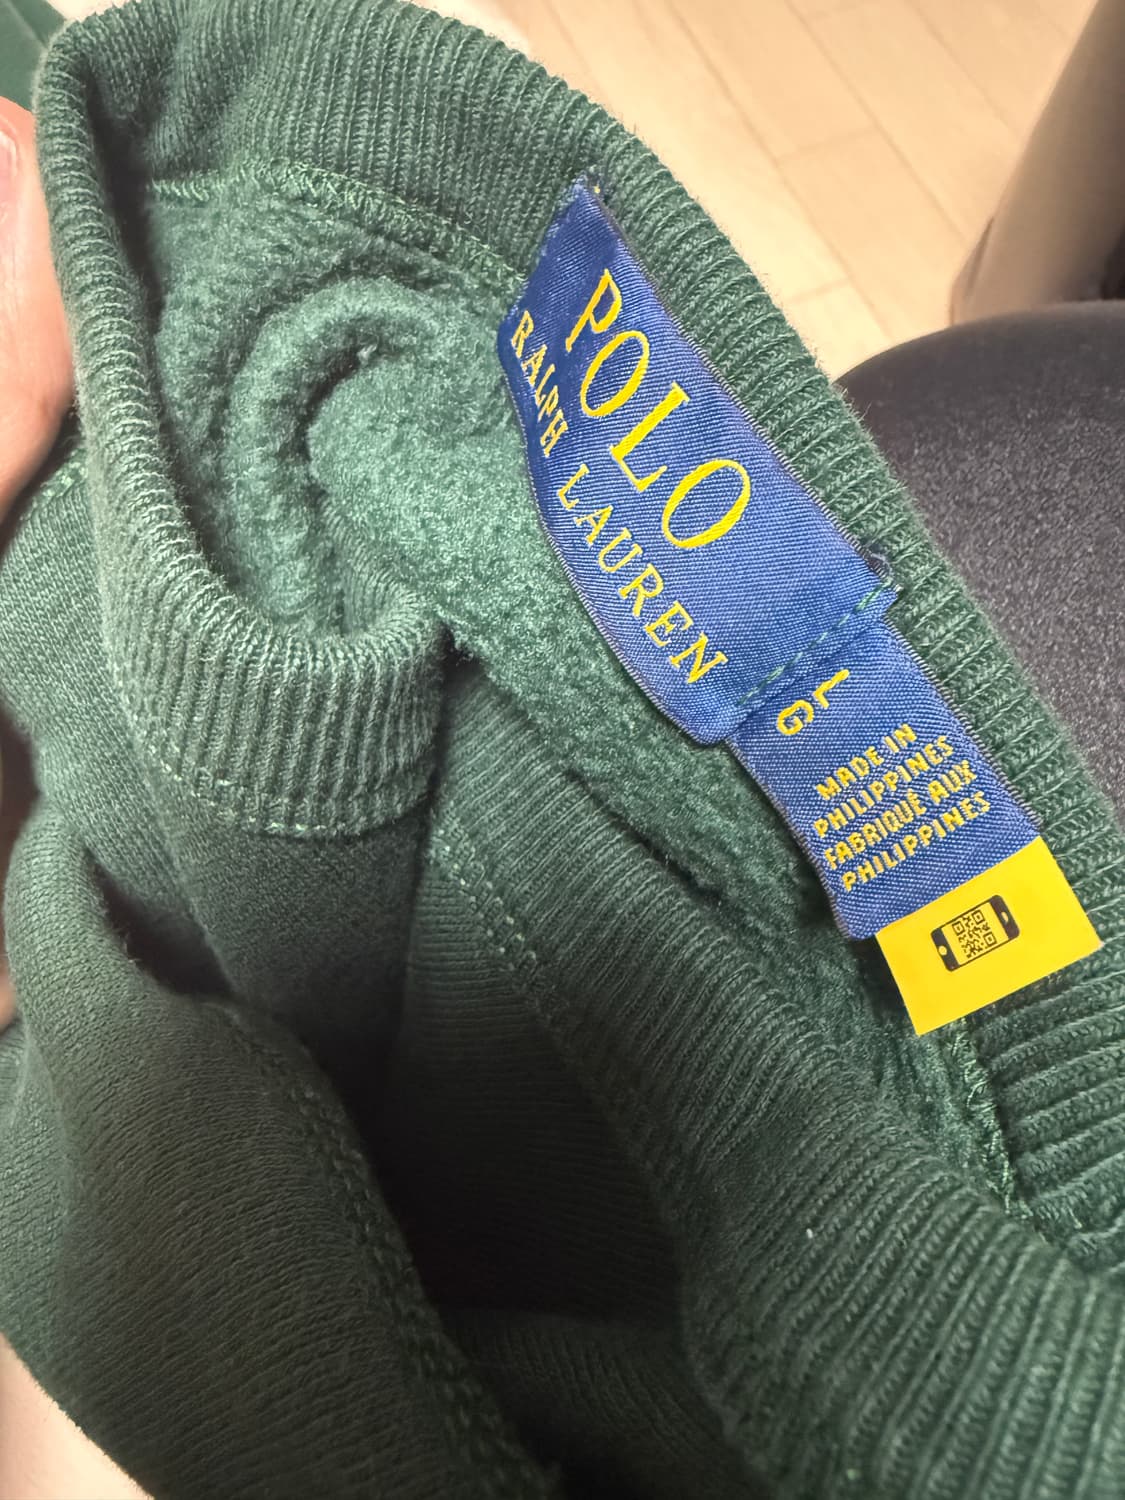 POLO
RALPH LAUREN
L
G
MADE IN
PHILIPPINES
FABRIQUÉ AUX
PHILIPPINES